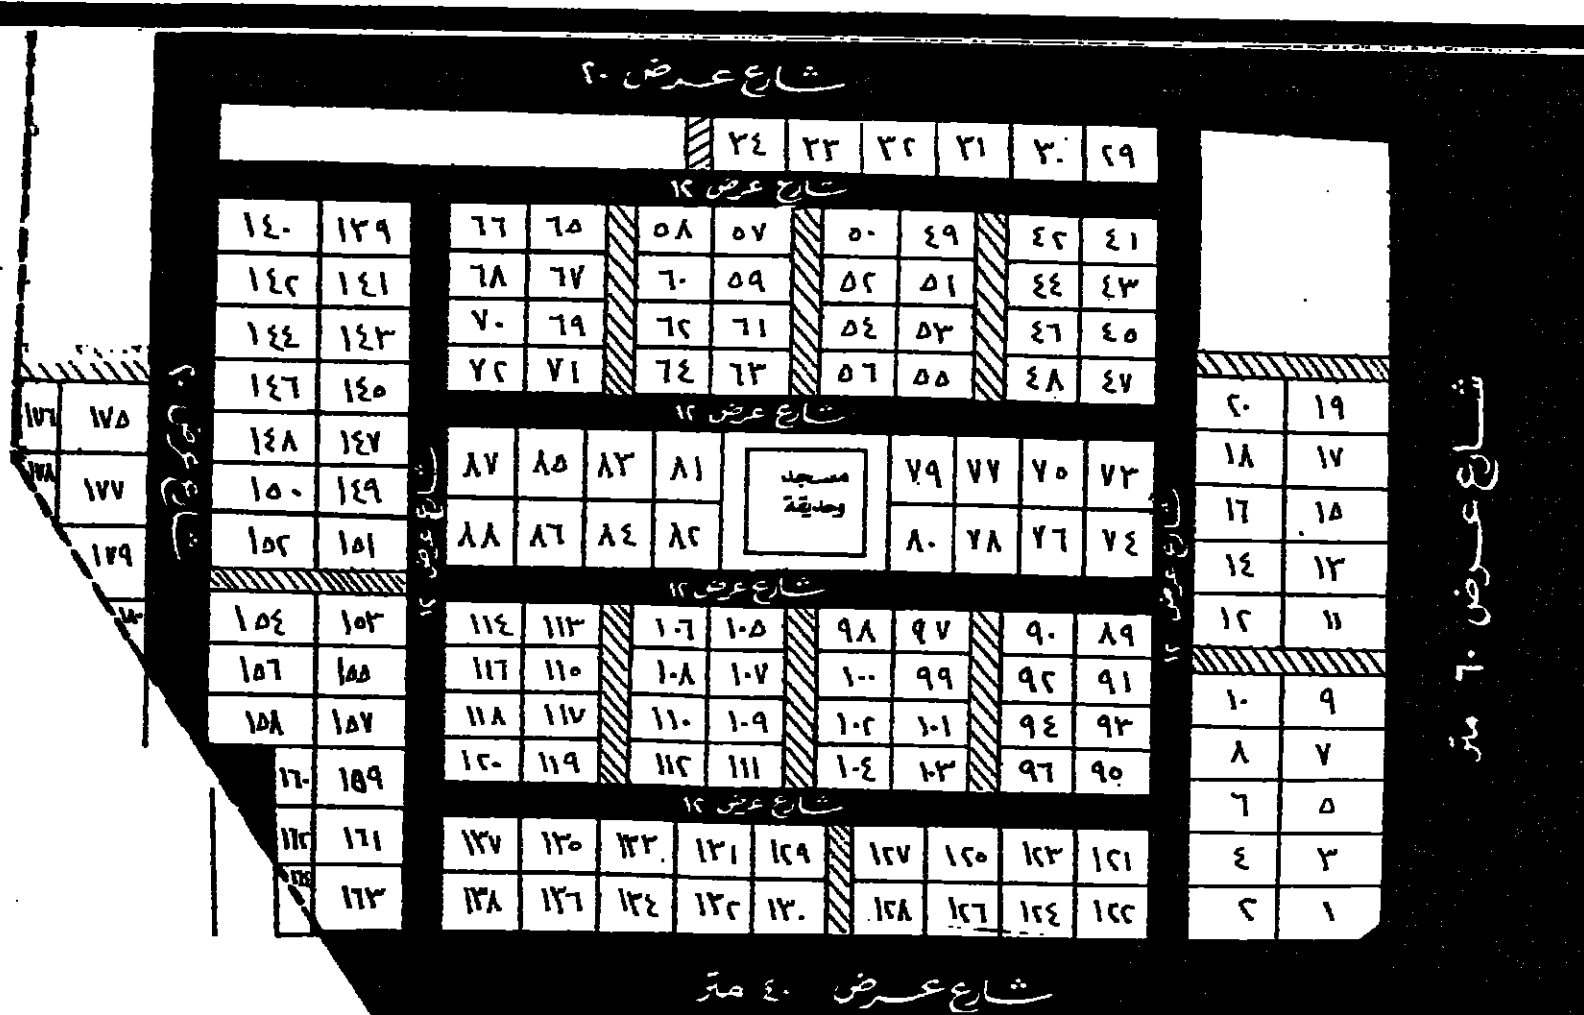 شارع عرض ٢٠
٣٤ ٣٣ ٣٢ ٣١ ٣٠ ٢٩
شارع عرض ١٢
١٤٠ ١٣٩ ٦٦ ٦٥ ٥٨ ٥٧ ٥٠ ٤٩ ٤٢ ٤١
١٤٢ ١٤١ ٦٨ ٦٧ ٦٠ ٥٩ ٥٢ ٥١ ٤٤ ٤٣
١٤٤ ١٤٣ ٧٠ ٦٩ ٦٢ ٦١ ٥٤ ٥٣ ٤٦ ٤٥
١٤٦ ١٤٥ ٧٢ ٧١ ٦٤ ٦٣ ٥٦ ٥٥ ٤٨ ٤٧
شارع عرض ١٢
٢٠ ١٩
١٧٦ ١٧٥ ١٤٨ ١٤٧ ١٨ ١٧
٨٧ ٨٥ ٨٣ ٨١ مسجد ٧٩ ٧٧ ٧٥ ٧٣
وحديقة
١٧٨ ١٧٧ ١٥٠ ١٤٩ ١٦ ١٥
٨٨ ٨٦ ٨٤ ٨٢ ٨٠ ٧٨ ٧٦ ٧٤
١٧٩ ١٥٢ ١٥١ ١٤ ١٣
شارع عرض ٢٠
شارع عرض ١٢
شارع عرض ١٢
شارع عرض ٦٠ متر
شارع عرض ١٢
١٥٤ ١٥٣ ١١٤ ١١٣ ١٠٦ ١٠٥ ٩٨ ٩٧ ٩٠ ٨٩ ١٢ ١١
١٥٦ ١٥٥ ١١٦ ١١٥ ١٠٨ ١٠٧ ١٠٠ ٩٩ ٩٢ ٩١ ١٠ ٩
١٥٨ ١٥٧ ١١٨ ١١٧ ١١٠ ١٠٩ ١٠٢ ١٠١ ٩٤ ٩٣ ٨ ٧
١٦٠ ١٥٩ ١٢٠ ١١٩ ١١٢ ١١١ ١٠٤ ١٠٣ ٩٦ ٩٥ ٦ ٥
شارع عرض ١٢
١٦٢ ١٦١ ١٣٧ ١٣٥ ١٣٣ ١٣١ ١٢٩ ١٢٧ ١٢٥ ١٢٣ ١٢١ ٤ ٣
١٦٤ ١٦٣ ١٣٨ ١٣٦ ١٣٤ ١٣٢ ١٣٠ ١٢٨ ١٢٦ ١٢٤ ١٢٢ ٢ ١
شارع عرض ٤٠ متر